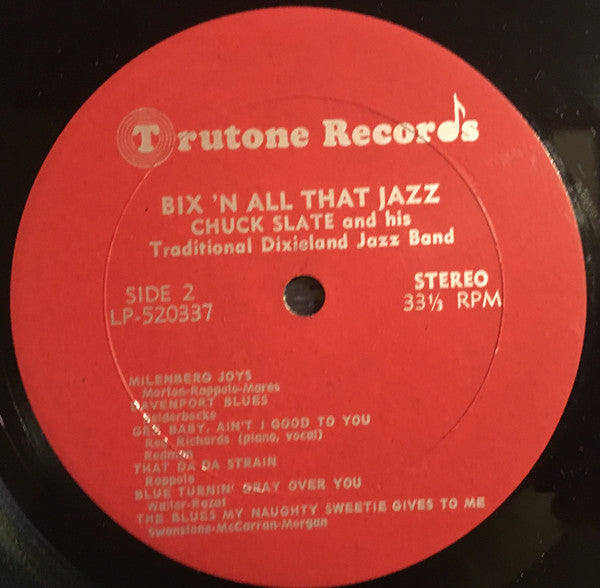 Trutone Records
BIX 'N ALL THAT JAZZ
CHUCK SLATE and his
Traditional Dixieland Jazz Band
SIDE 2
LP-520337
STEREO
33⅓ RPM
MILENBERG JOYS
Morton-Rappolo-Mares
DAVENPORT BLUES
Beiderbecke
GEE, BABY, AIN'T I GOOD TO YOU
Red Richards (piano, vocal)
Redman
THAT DA DA STRAIN
Rappolo
BLUE TURNIN' GRAY OVER YOU
Waller-Razaf
THE BLUES MY NAUGHTY SWEETIE GIVES TO ME
Swanstone-McCarran-Morgan